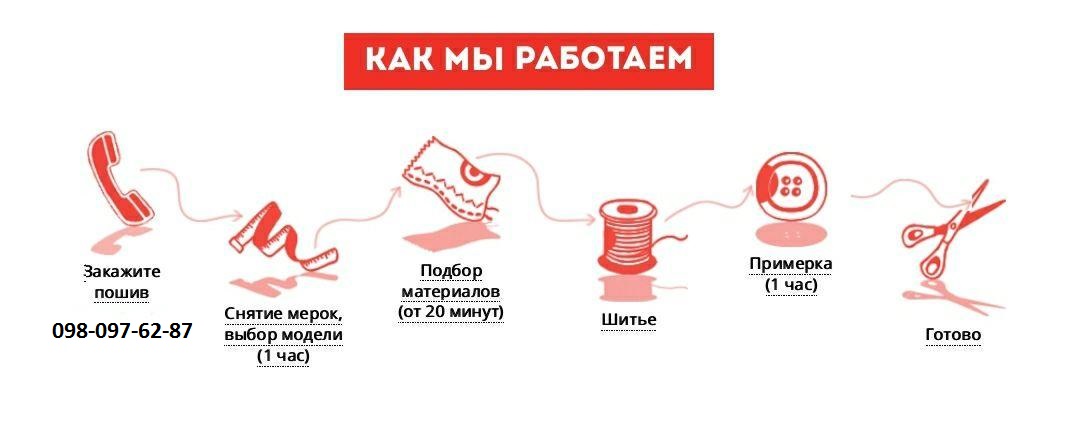 КАК МЫ РАБОТАЕМ
Закажите
пошив
098-097-62-87
Снятие мерок,
выбор модели
(1 час)
Подбор
материалов
(от 20 минут)
Шитье
Примерка
(1 час)
Готово